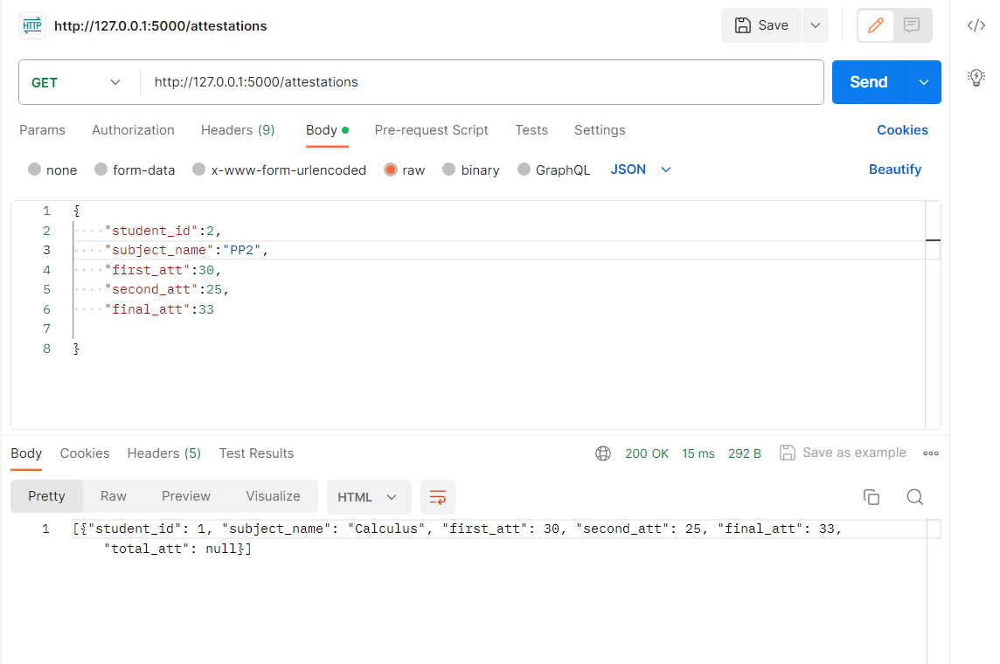 HTTP http://127.0.0.1:5000/attestations Save
GET http://127.0.0.1:5000/attestations Send
Params Authorization Headers (9) Body Pre-request Script Tests Settings Cookies
none form-data x-www-form-urlencoded raw binary GraphQL JSON Beautify
1 {
2 "student_id":2,
3 "subject_name":"PP2",
4 "first_att":30,
5 "second_att":25,
6 "final_att":33
7
8 }
Body Cookies Headers (5) Test Results 200 OK 15 ms 292 B Save as example
Pretty Raw Preview Visualize HTML
1 [{"student_id": 1, "subject_name": "Calculus", "first_att": 30, "second_att": 25, "final_att": 33,
"total_att": null}]